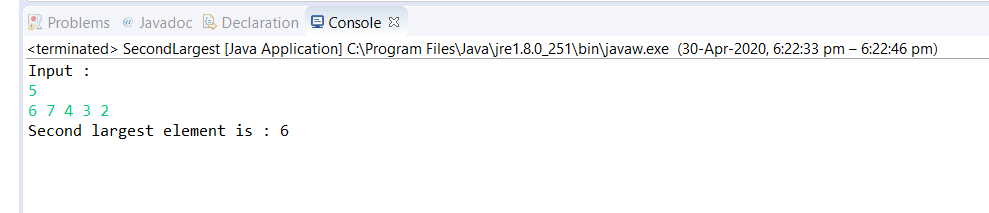 Problems @ Javadoc Declaration Console
<terminated> SecondLargest [Java Application] C:\Program Files\Java\jre1.8.0_251\bin\javaw.exe (30-Apr-2020, 6:22:33 pm – 6:22:46 pm)
Input :
5
6 7 4 3 2
Second largest element is : 6